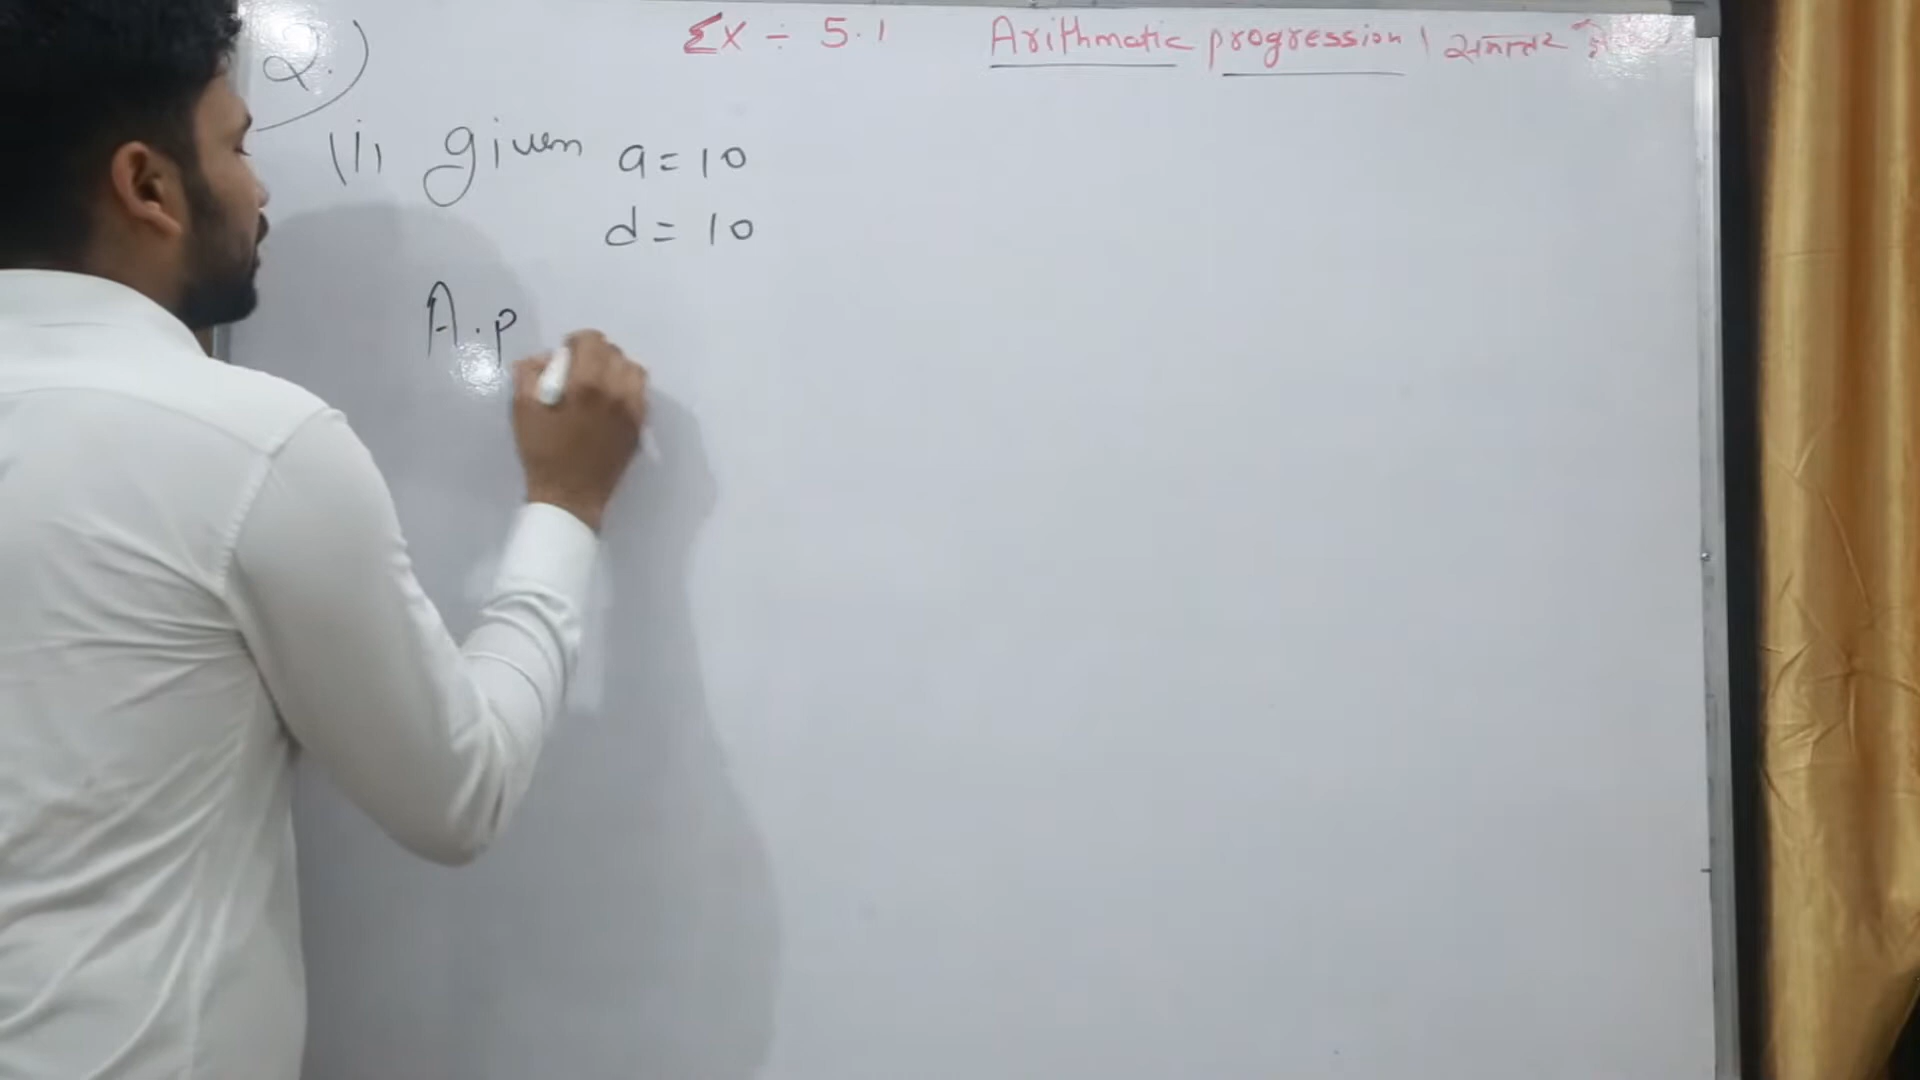 Ex ÷ 5.1 Arithmatic progression |
2.)
(i) given a = 10
d = 10
A.p